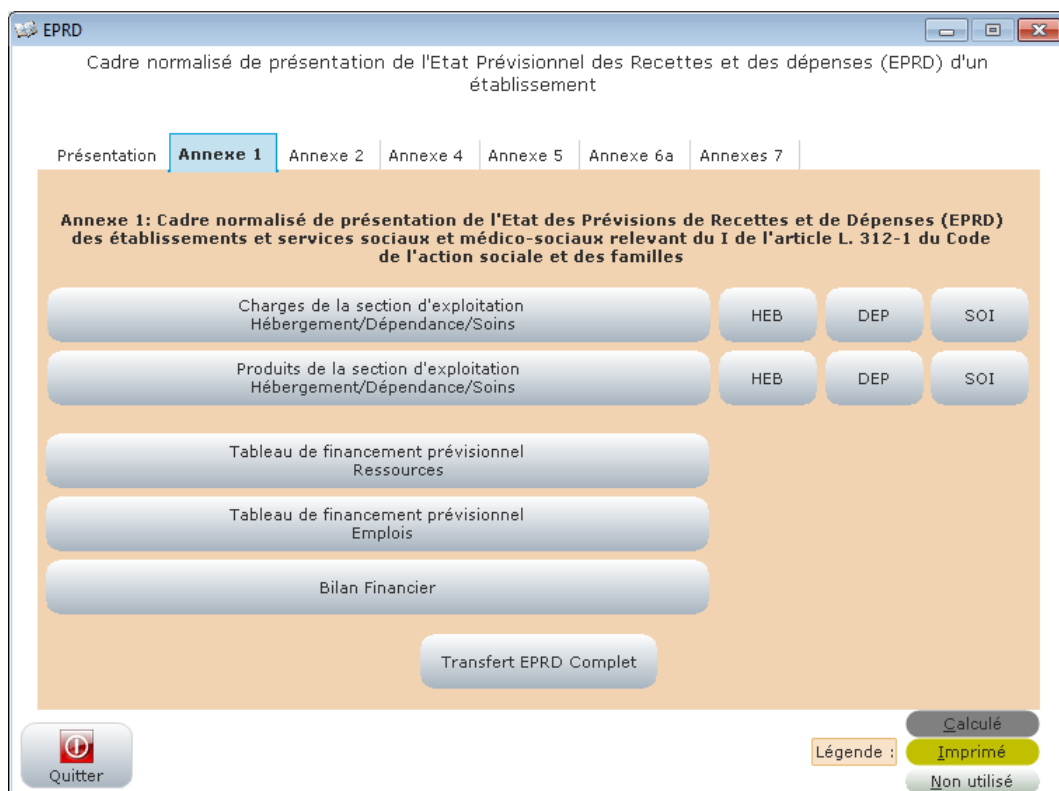 EPRD
Cadre normalisé de présentation de l'Etat Prévisionnel des Recettes et des dépenses (EPRD) d'un
établissement
Présentation Annexe 1 Annexe 2 Annexe 4 Annexe 5 Annexe 6a Annexes 7
Annexe 1: Cadre normalisé de présentation de l'Etat des Prévisions de Recettes et de Dépenses (EPRD)
des établissements et services sociaux et médico-sociaux relevant du I de l'article L. 312-1 du Code
de l'action sociale et des familles
Charges de la section d'exploitation
Hébergement/Dépendance/Soins
HEB DEP SOI
Produits de la section d'exploitation
Hébergement/Dépendance/Soins
HEB DEP SOI
Tableau de financement prévisionnel
Ressources
Tableau de financement prévisionnel
Emplois
Bilan Financier
Transfert EPRD Complet
Quitter
Légende :
Calculé
Imprimé
Non utilisé